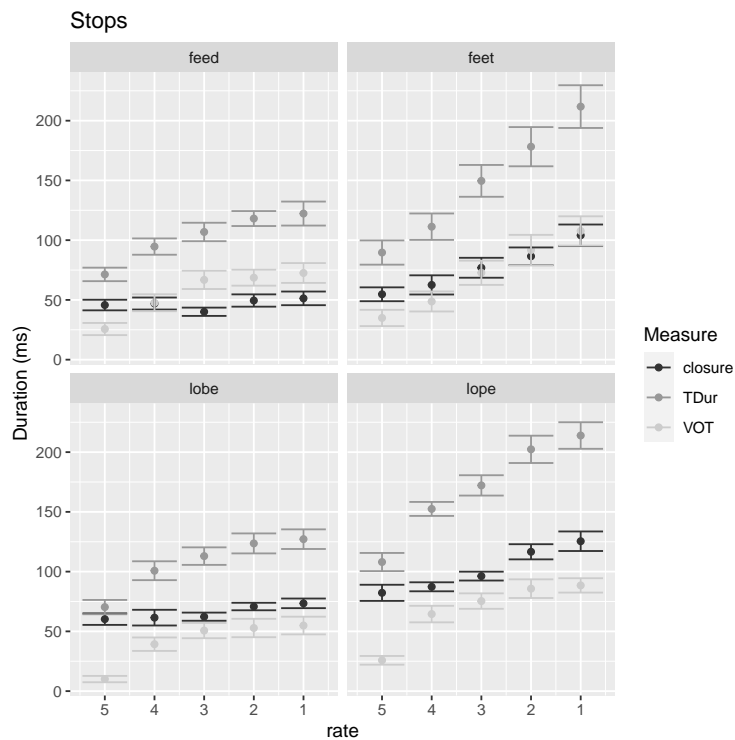 Stops
feed
feet
200
150
100
50
0
lobe
lope
200
150
100
50
0
5 4 3 2 1
5 4 3 2 1
rate
Duration (ms)
Measure
closure
TDur
VOT